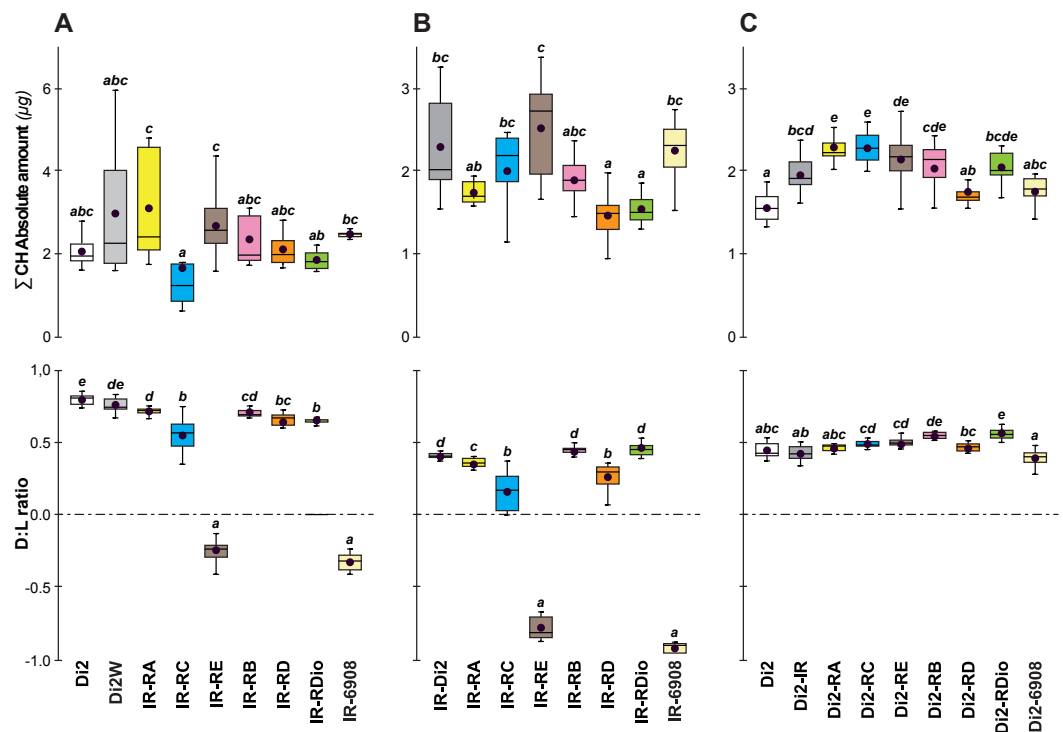 A
B
C
∑ CH Absolute amount (µg)
6
4
2
0
abc
abc
c
a
c
abc
abc
ab
bc
3
2
1
0
bc
ab
bc
c
abc
a
a
bc
3
2
1
0
a
bcd
e
e
de
cde
ab
bcde
abc
D:L ratio
1,0
0.5
0.0
-0.5
-1.0
e
de
d
b
a
cd
bc
b
a
d
c
b
a
d
b
d
a
abc
ab
abc
cd
cd
de
bc
e
a
Di2
Di2W
IR-RA
IR-RC
IR-RE
IR-RB
IR-RD
IR-RDio
IR-6908
IR-Di2
IR-RA
IR-RC
IR-RE
IR-RB
IR-RD
IR-RDio
IR-6908
Di2
Di2-IR
Di2-RA
Di2-RC
Di2-RE
Di2-RB
Di2-RD
Di2-RDio
Di2-6908